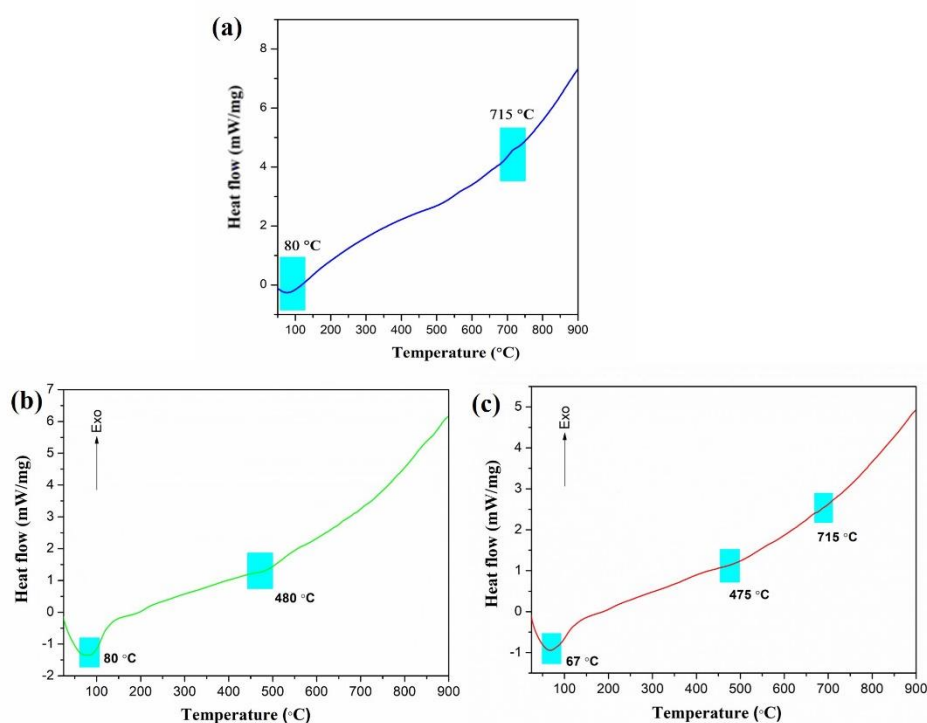 (a)
8
6
4
2
0
Heat flow (mW/mg)
715 °C
80 °C
100 200 300 400 500 600 700 800 900
Temperature (°C)
(b)
7
6
5
4
3
2
1
0
-1
-2
Heat flow (mW/mg)
Exo
480 °C
80 °C
100 200 300 400 500 600 700 800 900
Temperature (°C)
(c)
5
4
3
2
1
0
-1
Heat flow (mW/mg)
Exo
715 °C
475 °C
67 °C
100 200 300 400 500 600 700 800 900
Temperature (°C)